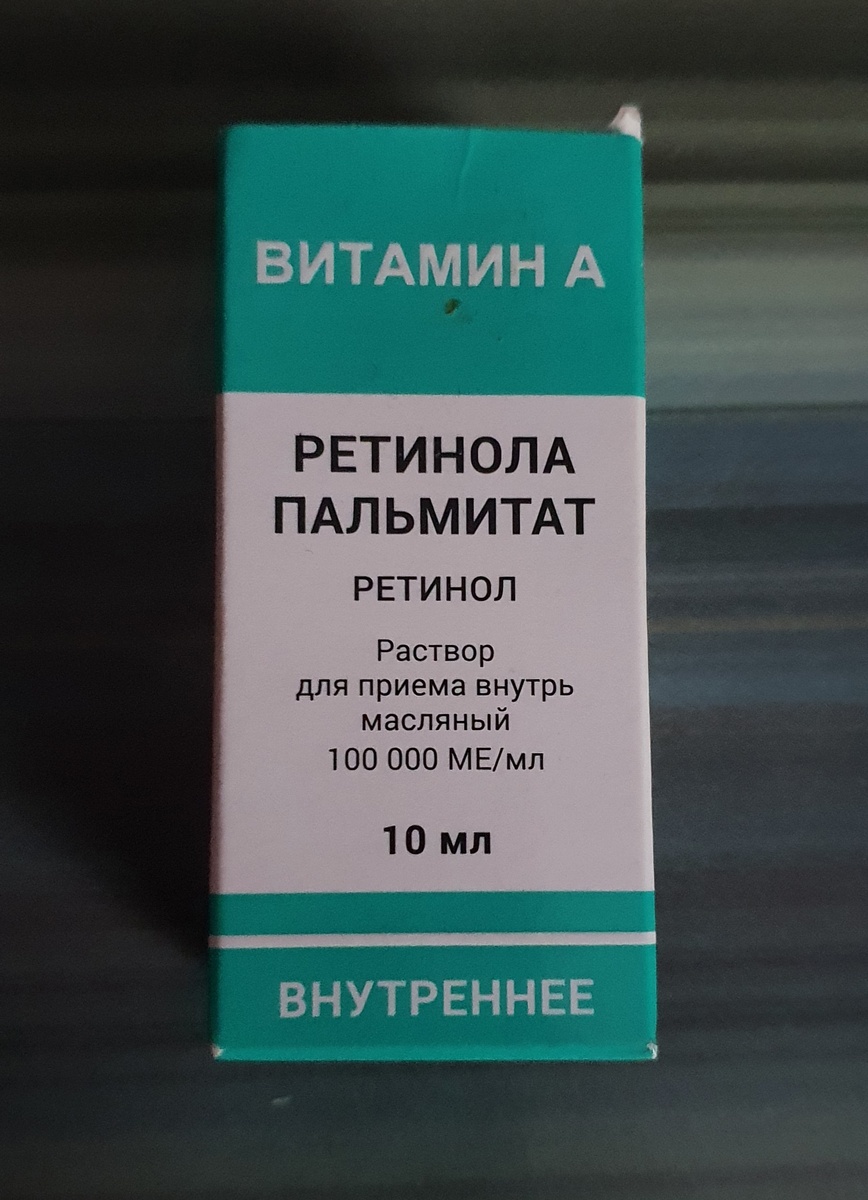 ВИТАМИН А
РЕТИНОЛА
ПАЛЬМИТАТ
РЕТИНОЛ
Раствор
для приема внутрь
масляный
100 000 МЕ/мл
10 мл
ВНУТРЕННЕЕ